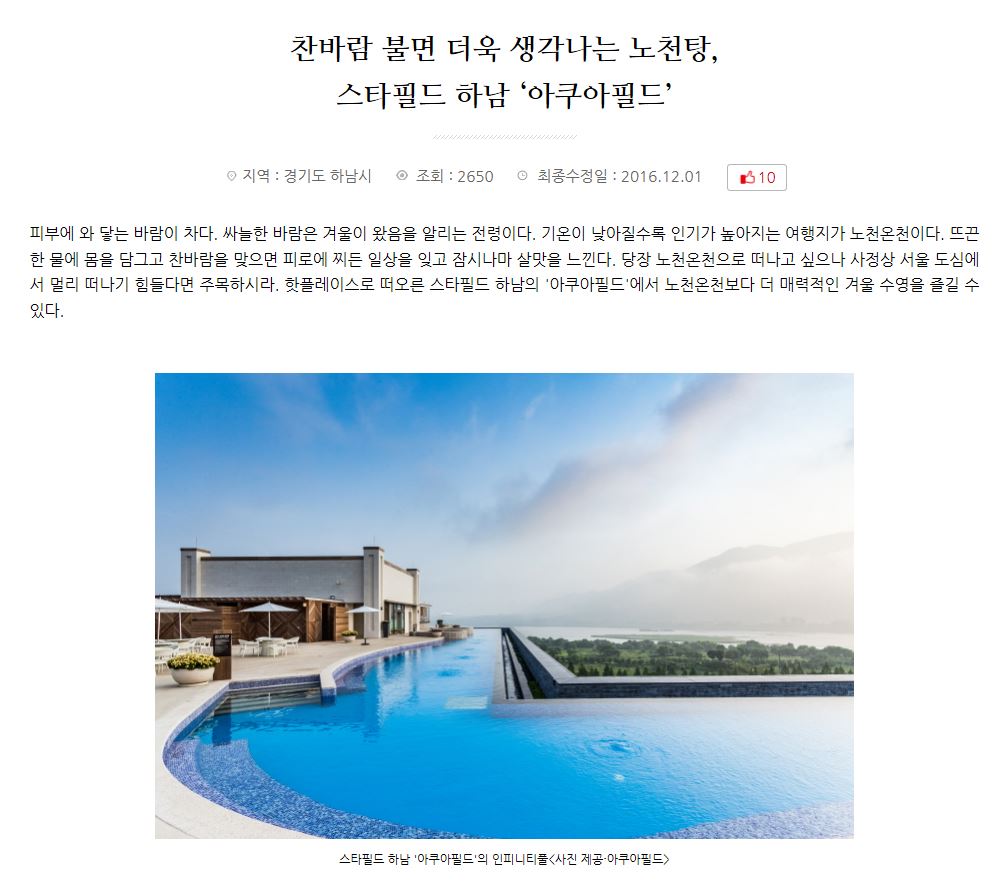 찬바람 불면 더욱 생각나는 노천탕,
스타필드 하남 ‘아쿠아필드’
지역 : 경기도 하남시 조회 : 2650 최종수정일 : 2016.12.01 10
피부에 와 닿는 바람이 차다. 싸늘한 바람은 겨울이 왔음을 알리는 전령이다. 기온이 낮아질수록 인기가 높아지는 여행지가 노천온천이다. 뜨끈
한 물에 몸을 담그고 찬바람을 맞으면 피로에 찌든 일상을 잊고 잠시나마 살맛을 느낀다. 당장 노천온천으로 떠나고 싶으나 사정상 서울 도심에
서 멀리 떠나기 힘들다면 주목하시라. 핫플레이스로 떠오른 스타필드 하남의 '아쿠아필드'에서 노천온천보다 더 매력적인 겨울 수영을 즐길 수
있다.
스타필드 하남 '아쿠아필드'의 인피니티풀<사진 제공·아쿠아필드>